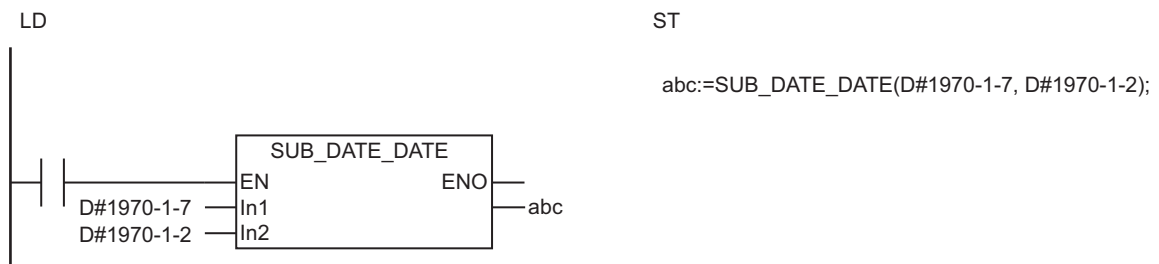 LD
ST
abc:=SUB_DATE_DATE(D#1970-1-7, D#1970-1-2);
SUB_DATE_DATE
EN ENO
D#1970-1-7 In1 abc
D#1970-1-2 In2